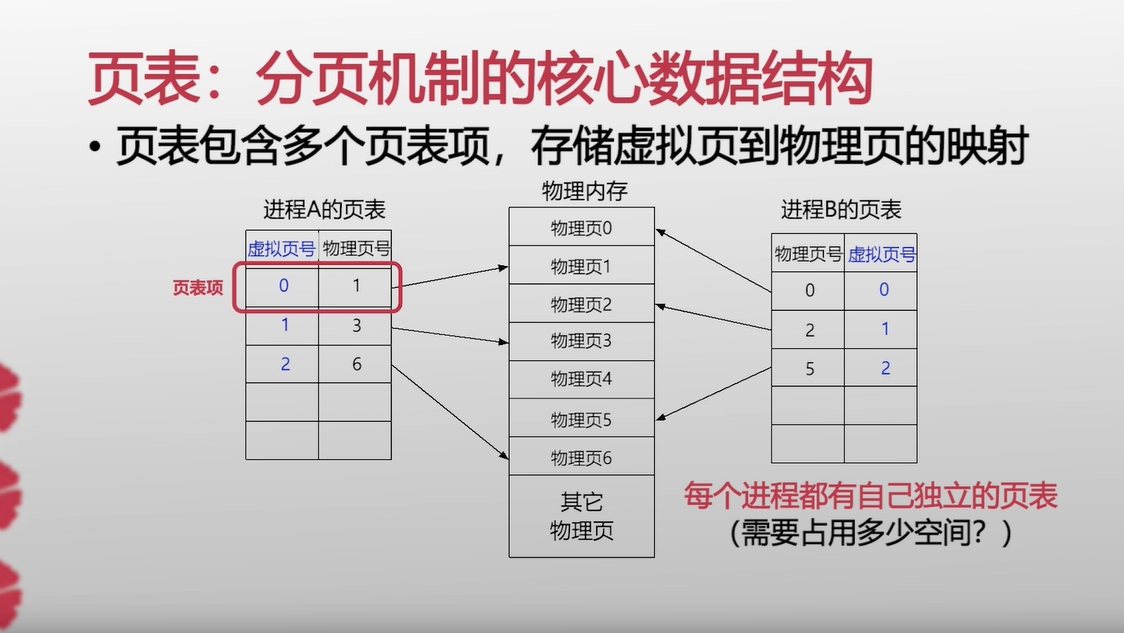 页表：分页机制的核心数据结构
• 页表包含多个页表项，存储虚拟页到物理页的映射
进程A的页表
虚拟页号 物理页号
页表项
0 1
1 3
2 6
物理内存
物理页0
物理页1
物理页2
物理页3
物理页4
物理页5
物理页6
其它
物理页
进程B的页表
物理页号 虚拟页号
0 0
2 1
5 2
每个进程都有自己独立的页表
（需要占用多少空间？）